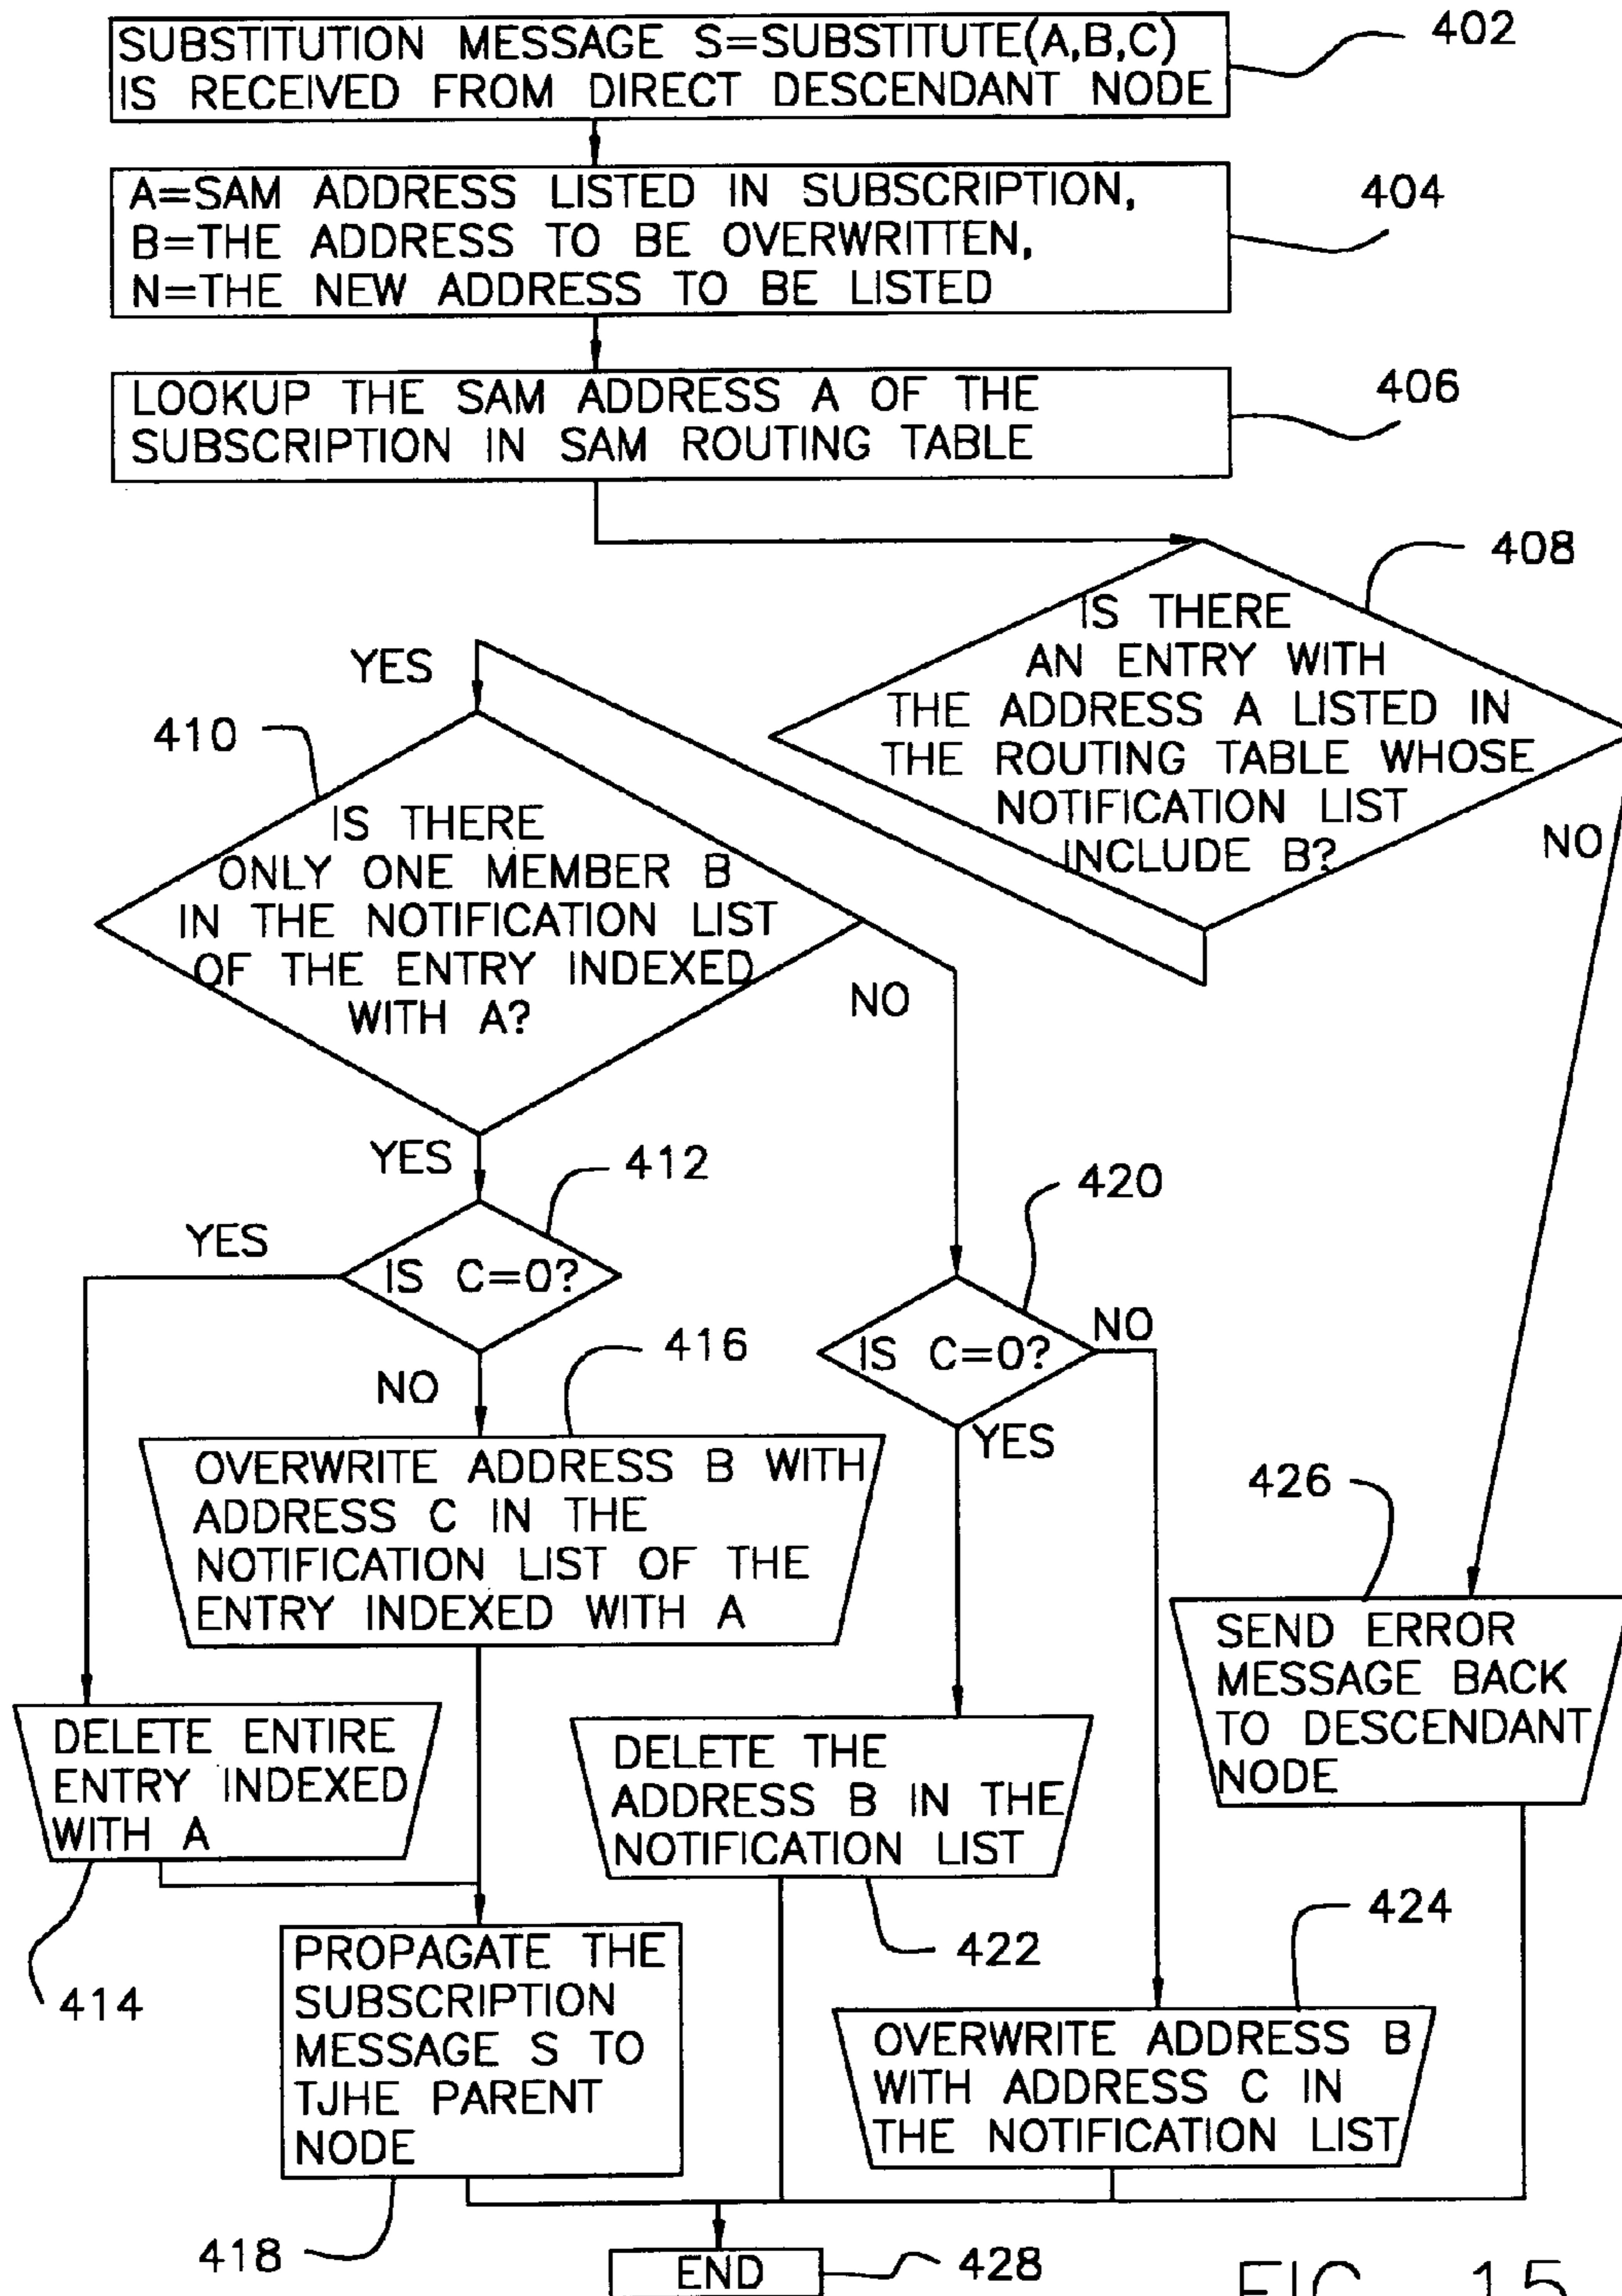 SUBSTITUTION MESSAGE S=SUBSTITUTE(A,B,C)
IS RECEIVED FROM DIRECT DESCENDANT NODE
402
A=SAM ADDRESS LISTED IN SUBSCRIPTION,
B=THE ADDRESS TO BE OVERWRITTEN,
N=THE NEW ADDRESS TO BE LISTED
404
LOOKUP THE SAM ADDRESS A OF THE
SUBSCRIPTION IN SAM ROUTING TABLE
406
408
IS THERE
AN ENTRY WITH
THE ADDRESS A LISTED IN
THE ROUTING TABLE WHOSE
NOTIFICATION LIST
INCLUDE B?
YES
NO
410
IS THERE
ONLY ONE MEMBER B
IN THE NOTIFICATION LIST
OF THE ENTRY INDEXED
WITH A?
NO
YES
412
IS C=0?
YES
NO
420
IS C=0?
NO
YES
416
OVERWRITE ADDRESS B WITH
ADDRESS C IN THE
NOTIFICATION LIST OF THE
ENTRY INDEXED WITH A
426
SEND ERROR
MESSAGE BACK
TO DESCENDANT
NODE
DELETE ENTIRE
ENTRY INDEXED
WITH A
414
DELETE THE
ADDRESS B IN THE
NOTIFICATION LIST
422
424
OVERWRITE ADDRESS B
WITH ADDRESS C IN
THE NOTIFICATION LIST
PROPAGATE THE
SUBSCRIPTION
MESSAGE S TO
TJHE PARENT
NODE
418
END
428
FIG. 15